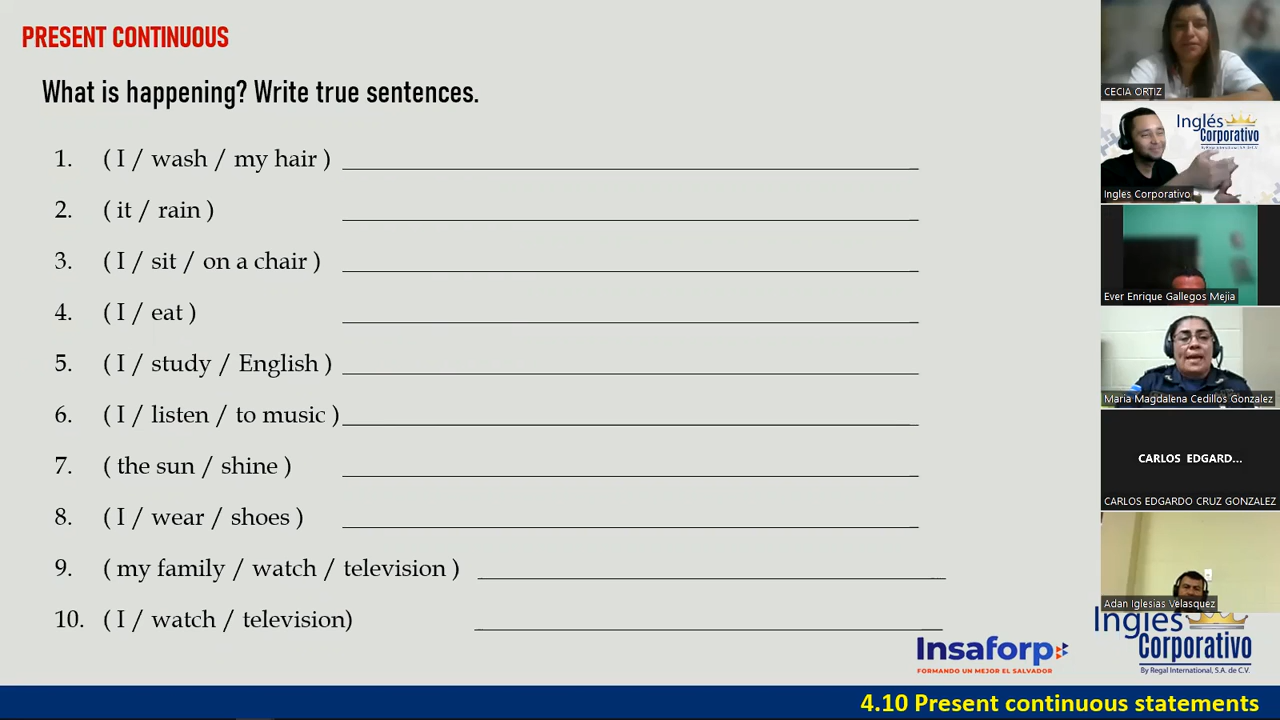 PRESENT CONTINUOUS
What is happening? Write true sentences.
1. ( I / wash / my hair )
2. ( it / rain )
3. ( I / sit / on a chair )
4. ( I / eat )
5. ( I / study / English )
6. ( I / listen / to music )
7. ( the sun / shine )
8. ( I / wear / shoes )
9. ( my family / watch / television )
10. ( I / watch / television)
Insaforp
FORMANDO UN MEJOR EL SALVADOR
Inglés
Corporativo
By Regal International, S.A. de C.V.
4.10 Present continuous statements
CECIA ORTIZ
Inglés
Corporativo
Ingles Corporativo
Ever Enrique Gallegos Mejia
Maria Magdalena Cedillos Gonzalez
CARLOS EDGARD...
CARLOS EDGARDO CRUZ GONZALEZ
Adan Iglesias Velasquez